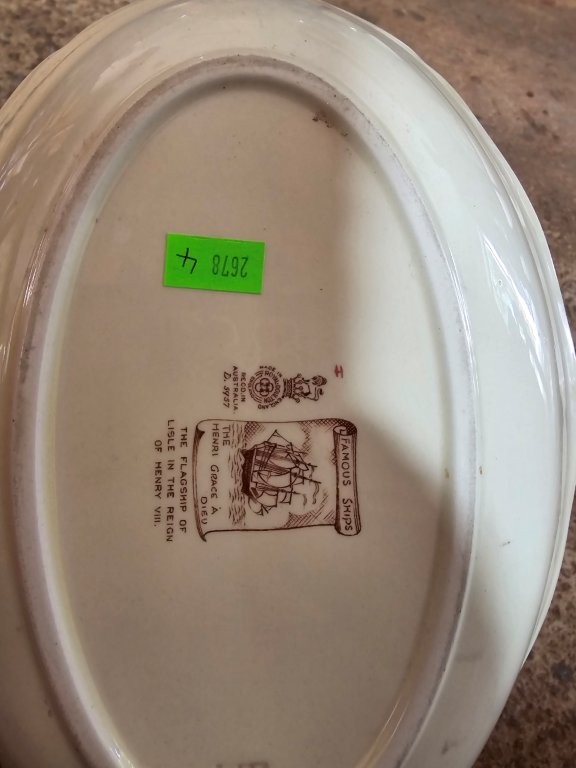 2678
4
REGD. IN
AUSTRALIA.
D. 5957
FAMOUS SHIPS
THE
HENRI GRACE À
DIEU
THE FLAGSHIP OF
LISLE IN THE REIGN
OF HENRY VIII.